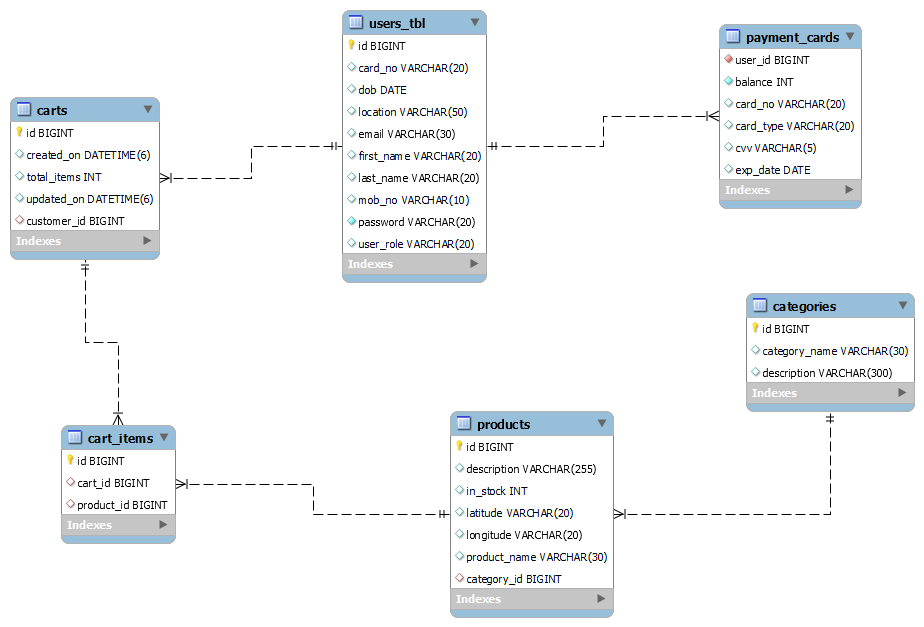 users_tbl
id BIGINT
card_no VARCHAR(20)
dob DATE
location VARCHAR(50)
email VARCHAR(30)
first_name VARCHAR(20)
last_name VARCHAR(20)
mob_no VARCHAR(10)
password VARCHAR(20)
user_role VARCHAR(20)
Indexes
payment_cards
user_id BIGINT
balance INT
card_no VARCHAR(20)
card_type VARCHAR(20)
cvv VARCHAR(5)
exp_date DATE
Indexes
carts
id BIGINT
created_on DATETIME(6)
total_items INT
updated_on DATETIME(6)
customer_id BIGINT
Indexes
categories
id BIGINT
category_name VARCHAR(30)
description VARCHAR(300)
Indexes
cart_items
id BIGINT
cart_id BIGINT
product_id BIGINT
Indexes
products
id BIGINT
description VARCHAR(255)
in_stock INT
latitude VARCHAR(20)
longitude VARCHAR(20)
product_name VARCHAR(30)
category_id BIGINT
Indexes